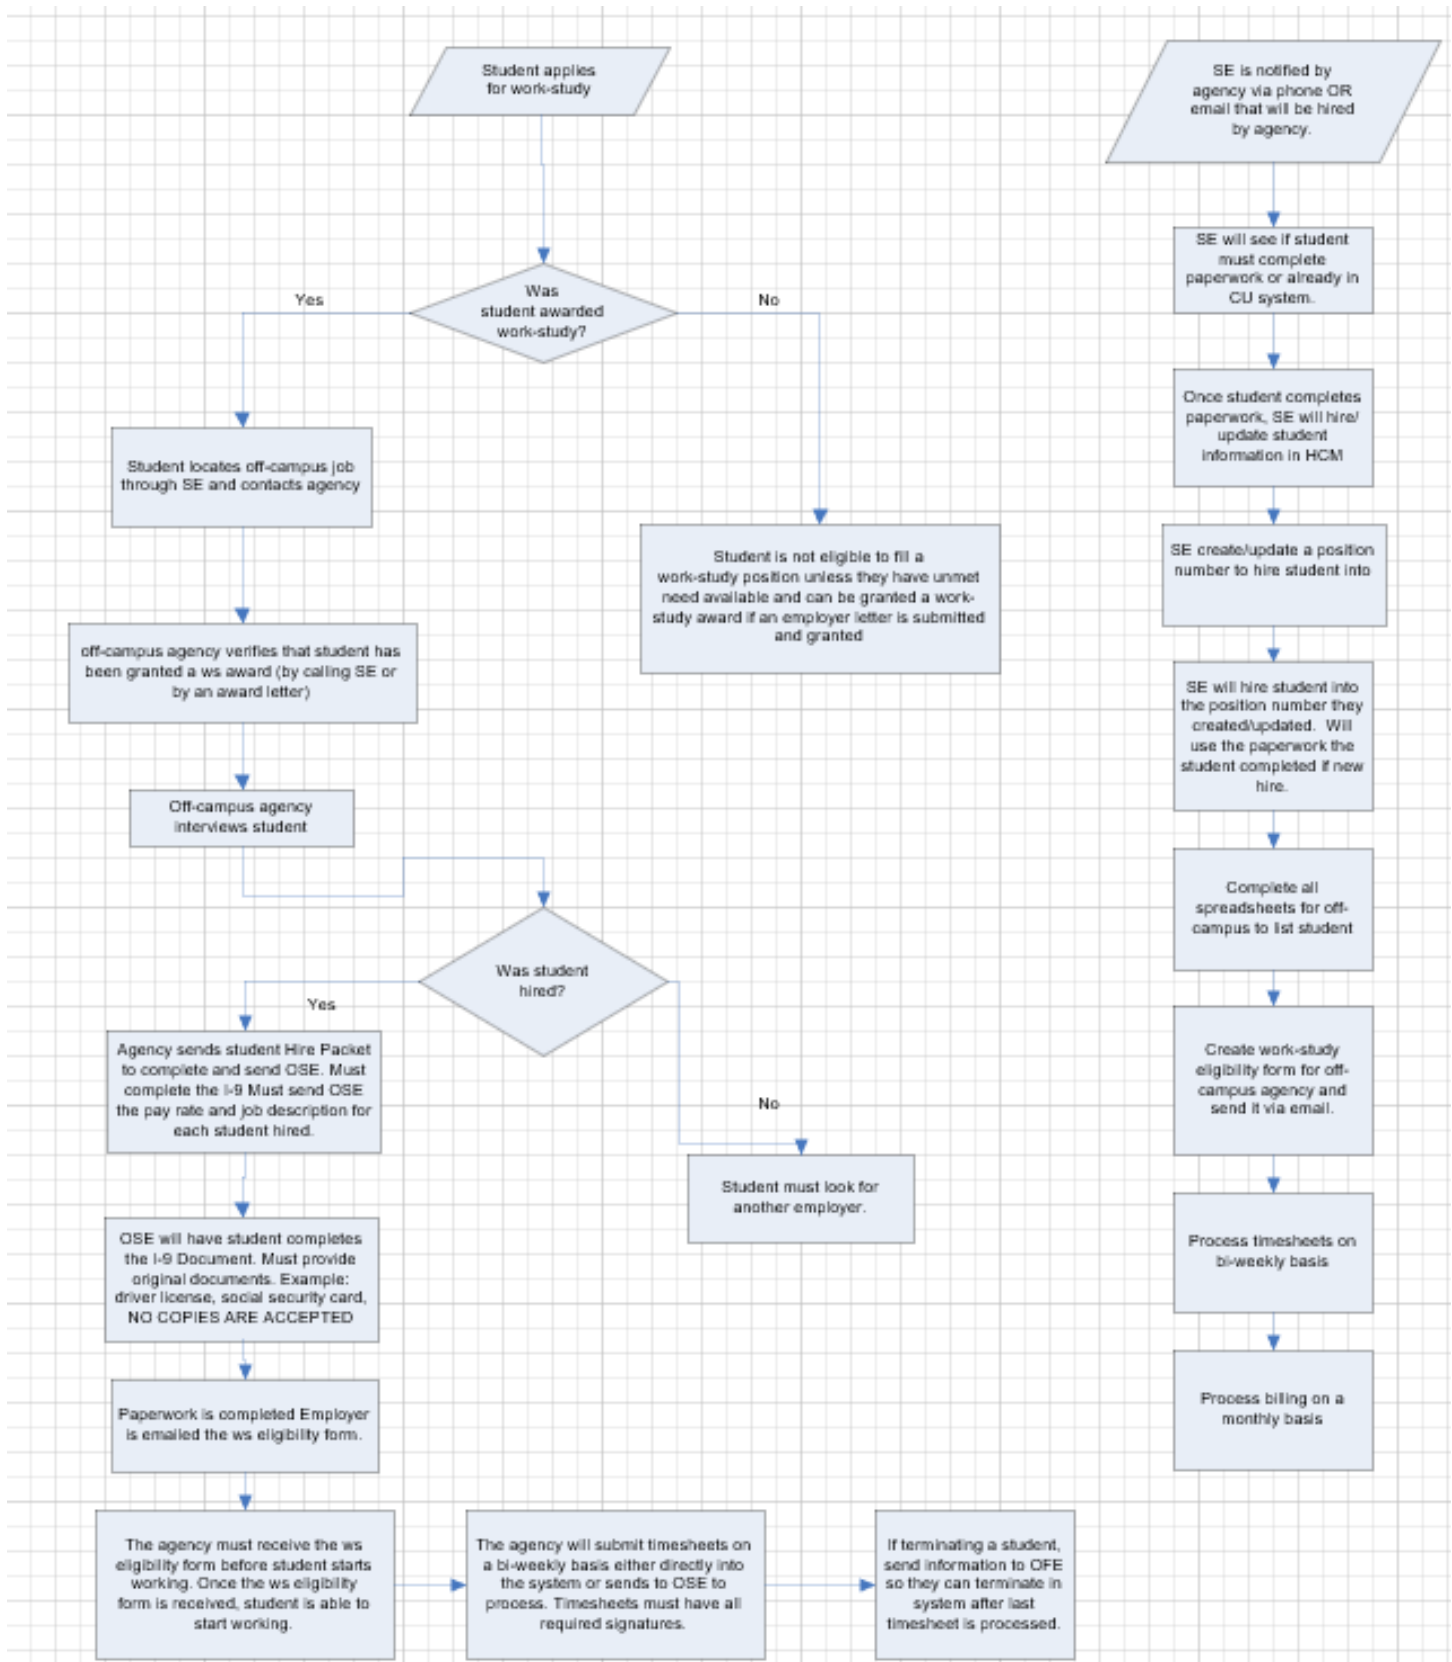 Student applies
for work-study
Was
student awarded
work-study?
Yes
No
Student locates off-campus job
through SE and contacts agency
Student is not eligible to fill a
work-study position unless they have unmet
need available and can be granted a work-
study award if an employer letter is submitted
and granted
off-campus agency verifies that student has
been granted a ws award (by calling SE or
by an award letter)
Off-campus agency
interviews student
Was student
hired?
Yes
No
Agency sends student Hire Packet
to complete and send OSE. Must
complete the I-9 Must send OSE
the pay rate and job description for
each student hired.
Student must look for
another employer.
OSE will have student completes
the I-9 Document. Must provide
original documents. Example:
driver license, social security card,
NO COPIES ARE ACCEPTED
Paperwork is completed Employer
is emailed the ws eligibility form.
The agency must receive the ws
eligibility form before student starts
working. Once the ws eligibility
form is received, student is able to
start working.
The agency will submit timesheets on
a bi-weekly basis either directly into
the system or sends to OSE to
process. Timesheets must have all
required signatures.
If terminating a student,
send information to OFE
so they can terminate in
system after last
timesheet is processed.
SE is notified by
agency via phone OR
email that will be hired
by agency.
SE will see if student
must complete
paperwork or already in
CU system.
Once student completes
paperwork, SE will hire/
update student
information in HCM
SE create/update a position
number to hire student into
SE will hire student into
the position number they
created/updated. Will
use the paperwork the
student completed if new
hire.
Complete all
spreadsheets for off-
campus to list student
Create work-study
eligibility form for off-
campus agency and
send it via email.
Process timesheets on
bi-weekly basis
Process billing on a
monthly basis